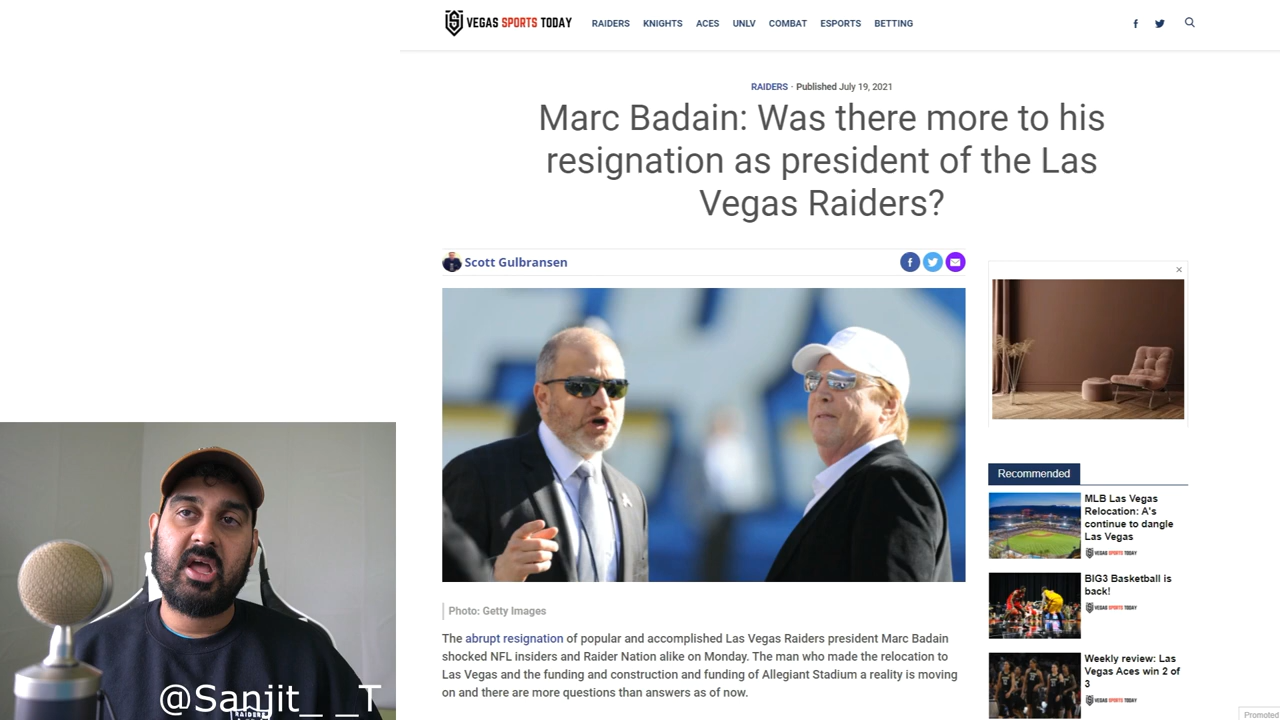 VEGAS SPORTS TODAY
RAIDERS KNIGHTS ACES UNLV COMBAT ESPORTS BETTING
RAIDERS · Published July 19, 2021
Marc Badain: Was there more to his
resignation as president of the Las
Vegas Raiders?
Scott Gulbransen
Photo: Getty Images
The abrupt resignation of popular and accomplished Las Vegas Raiders president Marc Badain
shocked NFL insiders and Raider Nation alike on Monday. The man who made the relocation to
Las Vegas and the funding and construction and funding of Allegiant Stadium a reality is moving
on and there are more questions than answers as of now.
Recommended
MLB Las Vegas
Relocation: A's
continue to dangle
Las Vegas
VEGAS SPORTS TODAY
BIG3 Basketball is
back!
VEGAS SPORTS TODAY
Weekly review: Las
Vegas Aces win 2 of
3
VEGAS SPORTS TODAY
Promoted
@Sanjit_ _T
RAIDERS